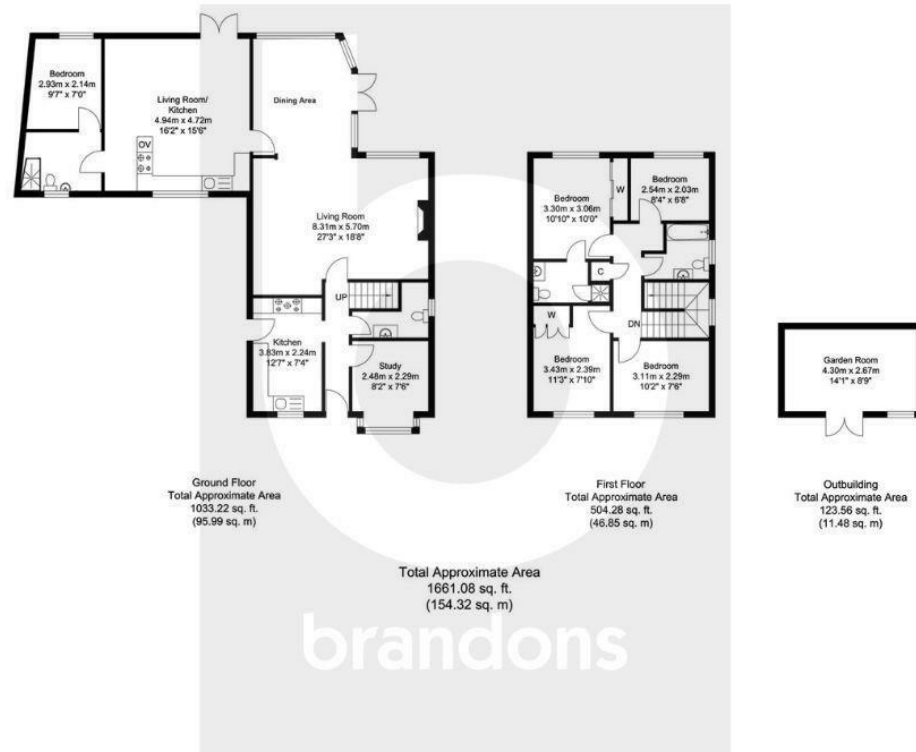 Bedroom
2.93m x 2.14m
9'7" x 7'0"
Living Room/
Kitchen
4.94m x 4.72m
16'2" x 15'6"
OV
Dining Area
Living Room
8.31m x 5.70m
27'3" x 18'8"
UP
Kitchen
3.83m x 2.24m
12'7" x 7'4"
Study
2.48m x 2.29m
8'2" x 7'6"
Ground Floor
Total Approximate Area
1033.22 sq. ft.
(95.99 sq. m)
Bedroom
3.30m x 3.06m
10'10" x 10'0"
W
Bedroom
2.54m x 2.03m
8'4" x 6'8"
C
W
DN
Bedroom
3.43m x 2.39m
11'3" x 7'10"
Bedroom
3.11m x 2.29m
10'2" x 7'6"
First Floor
Total Approximate Area
504.28 sq. ft.
(46.85 sq. m)
Garden Room
4.30m x 2.67m
14'1" x 8'9"
Outbuilding
Total Approximate Area
123.56 sq. ft.
(11.48 sq. m)
Total Approximate Area
1661.08 sq. ft.
(154.32 sq. m)
brandons